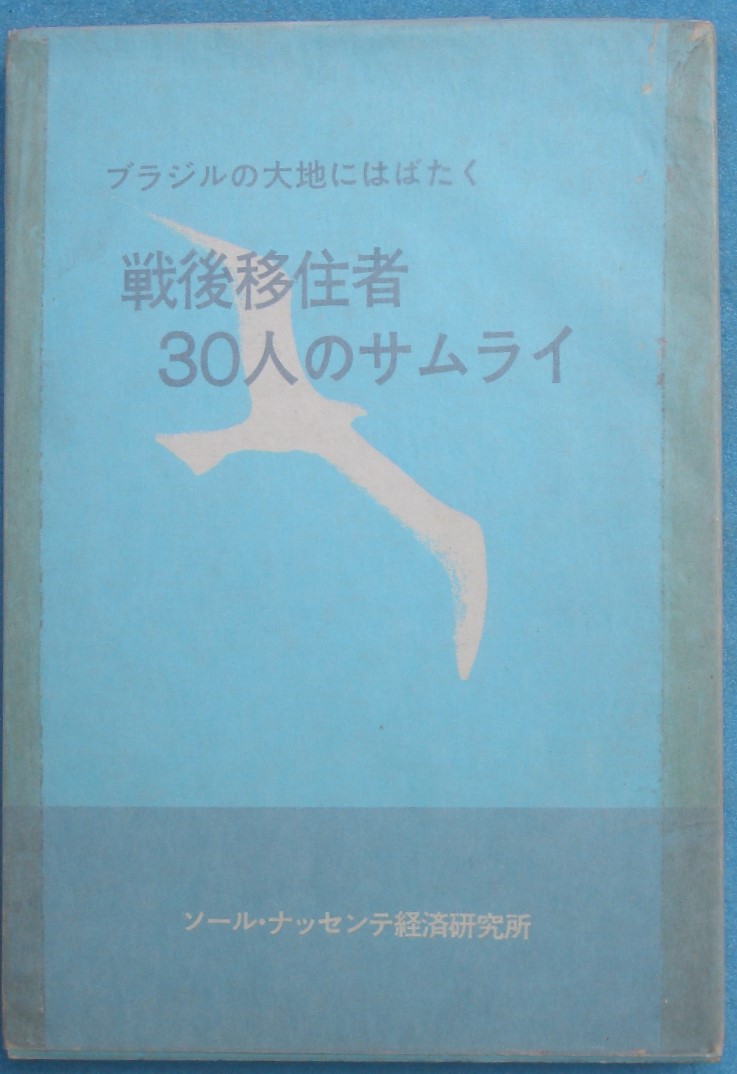 ブラジルの大地にはばたく
戦後移住者
30人のサムライ
ソール・ナッセンテ経済研究所